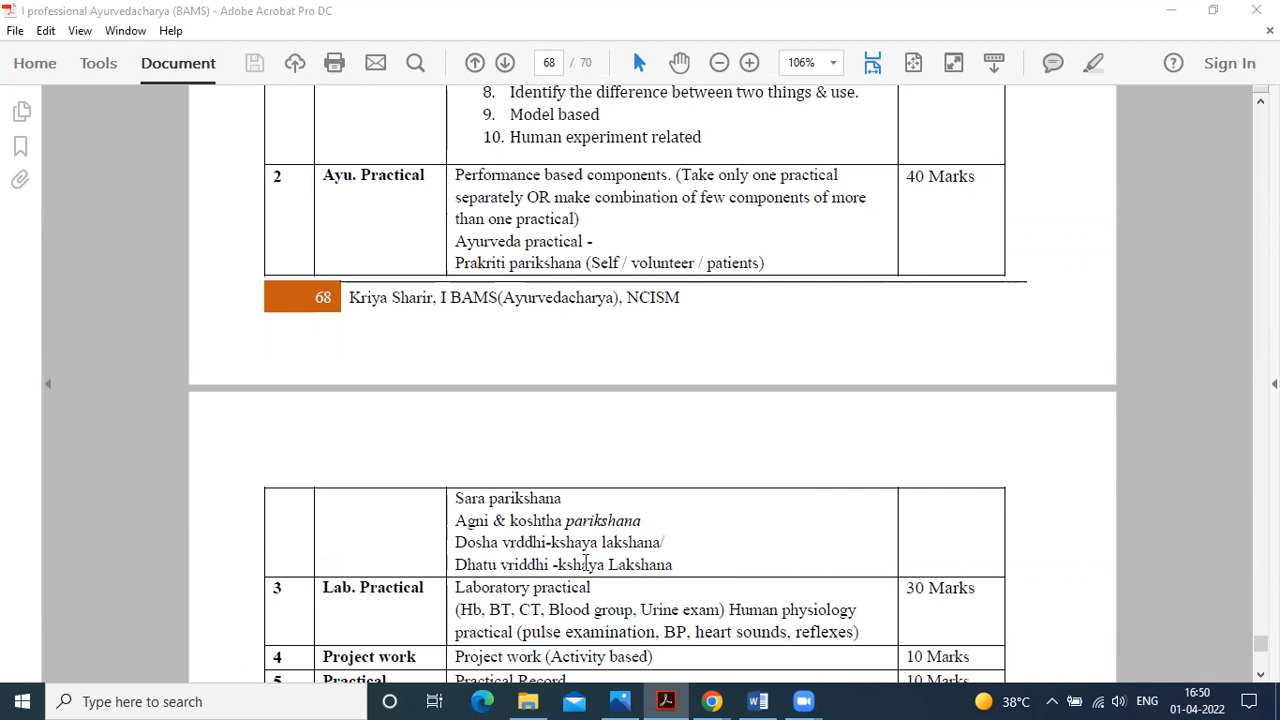 I professional Ayurvedacharya (BAMS) - Adobe Acrobat Pro DC
File Edit View Window Help
Home Tools Document 68 / 70 106% Sign In
8. Identify the difference between two things & use.
9. Model based
10. Human experiment related
2 Ayu. Practical Performance based components. (Take only one practical 40 Marks
separately OR make combination of few components of more
than one practical)
Ayurveda practical -
Prakriti parikshana (Self / volunteer / patients)
68 Kriya Sharir, I BAMS(Ayurvedacharya), NCISM
Sara parikshana
Agni & koshtha parikshana
Dosha vrddhi-kshaya lakshana/
Dhatu vriddhi -kshaya Lakshana
3 Lab. Practical Laboratory practical 30 Marks
(Hb, BT, CT, Blood group, Urine exam) Human physiology
practical (pulse examination, BP, heart sounds, reflexes)
4 Project work Project work (Activity based) 10 Marks
5 Practical Practical Record 10 Marks
Type here to search 38°C ENG 16:50
01-04-2022